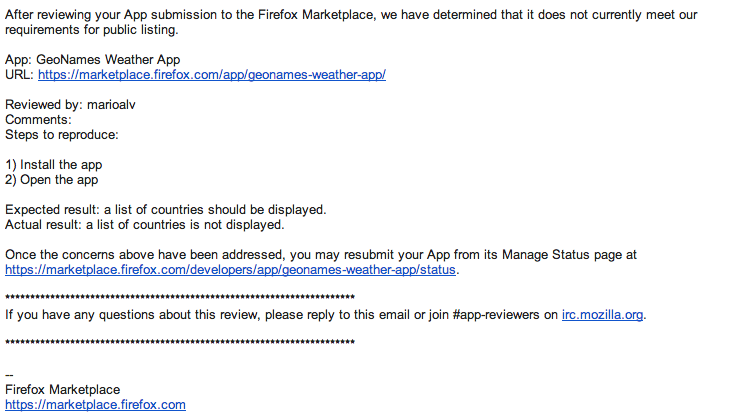 After reviewing your App submission to the Firefox Marketplace, we have determined that it does not currently meet our
requirements for public listing.
App: GeoNames Weather App
URL: https://marketplace.firefox.com/app/geonames-weather-app/
Reviewed by: marioalv
Comments:
Steps to reproduce:
1) Install the app
2) Open the app
Expected result: a list of countries should be displayed.
Actual result: a list of countries is not displayed.
Once the concerns above have been addressed, you may resubmit your App from its Manage Status page at
https://marketplace.firefox.com/developers/app/geonames-weather-app/status.
**********************************************************************
If you have any questions about this review, please reply to this email or join #app-reviewers on irc.mozilla.org.
**********************************************************************
--
Firefox Marketplace
https://marketplace.firefox.com